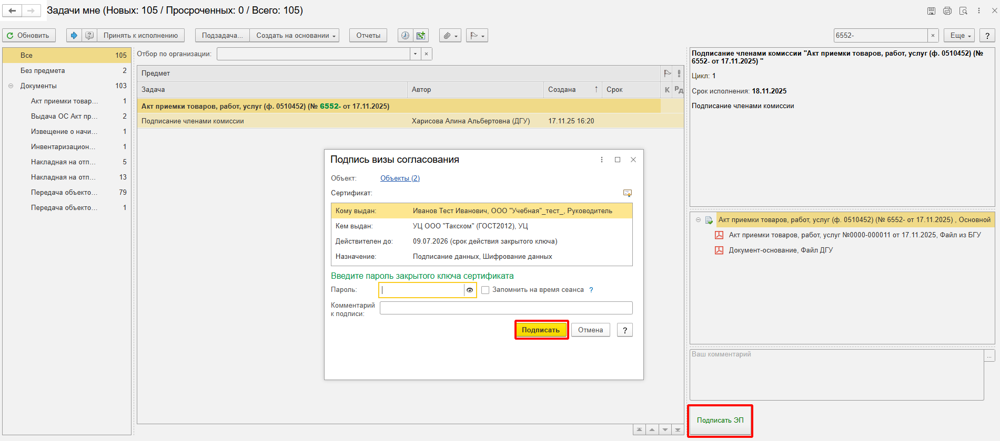 Задачи мне (Новых: 105 / Просроченных: 0 / Всего: 105)
Обновить
Принять к исполнению
Подзадача...
Создать на основании
Отчеты
6552-
×
Еще
?
Все 105
Без предмета 2
Документы 103
Акт приемки товар... 1
Выдача ОС Акт пр... 2
Извещение о начи... 1
Инвентаризацион... 1
Накладная на отп... 5
Накладная на отп... 13
Передача объекто... 79
Передача объекто... 1
Отбор по организации:
Предмет
Задача Автор Создана ↑ Срок К Рд
Акт приемки товаров, работ, услуг (ф. 0510452) (№ 6552- от 17.11.2025)
Подписание членами комиссии Харисова Алина Альбертовна (ДГУ) 17.11.25 16:20
Подпись визы согласования
Объект: Объекты (2)
Сертификат:
Кому выдан: Иванов Тест Иванович, ООО "Учебная"_тест_, Руководитель
Кем выдан: УЦ ООО "Такском" (ГОСТ2012), УЦ
Действителен до: 09.07.2026 (срок действия закрытого ключа)
Назначение: Подписание данных, Шифрование данных
Введите пароль закрытого ключа сертификата
Пароль: Запомнить на время сеанса ?
Комментарий
к подписи:
Подписать Отмена ?
Подписание членами комиссии "Акт приемки товаров, работ, услуг (ф. 0510452) (№
6552- от 17.11.2025) "
Цикл: 1
Срок исполнения: 18.11.2025
Подписание членами комиссии
Акт приемки товаров, работ, услуг (ф. 0510452) (№ 6552- от 17.11.2025) , Основной
Акт приемки товаров, работ, услуг №0000-000011 от 17.11.2025, Файл из БГУ
Документ-основание, Файл ДГУ
Ваш комментарий
...
Подписать ЭП